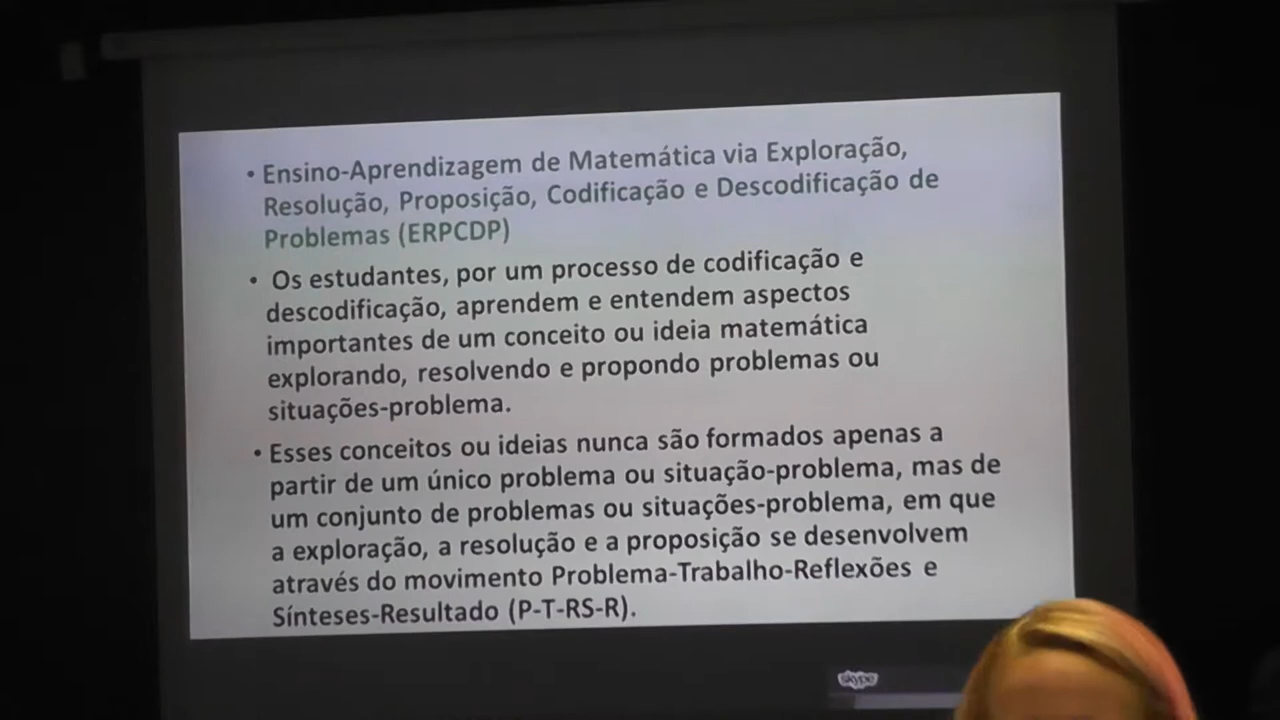 • Ensino-Aprendizagem de Matemática via Exploração,
Resolução, Proposição, Codificação e Descodificação de
Problemas (ERPCDP)
• Os estudantes, por um processo de codificação e
descodificação, aprendem e entendem aspectos
importantes de um conceito ou ideia matemática
explorando, resolvendo e propondo problemas ou
situações-problema.
• Esses conceitos ou ideias nunca são formados apenas a
partir de um único problema ou situação-problema, mas de
um conjunto de problemas ou situações-problema, em que
a exploração, a resolução e a proposição se desenvolvem
através do movimento Problema-Trabalho-Reflexões e
Sínteses-Resultado (P-T-RS-R).
skype